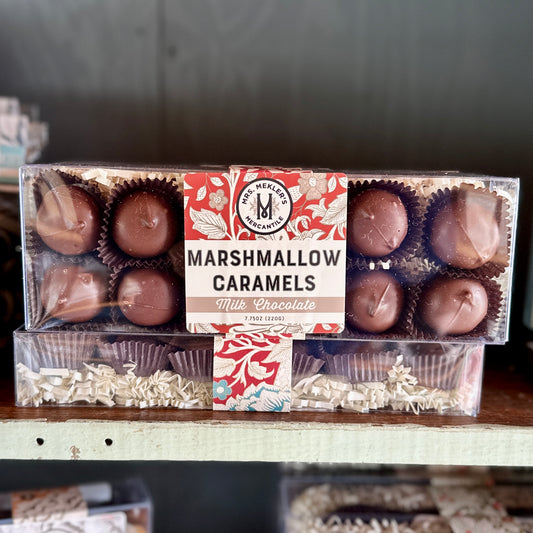 MRS. MEKLER'S
M
MERCANTILE
MARSHMALLOW
CARAMELS
Milk Chocolate
7.75OZ (220G)